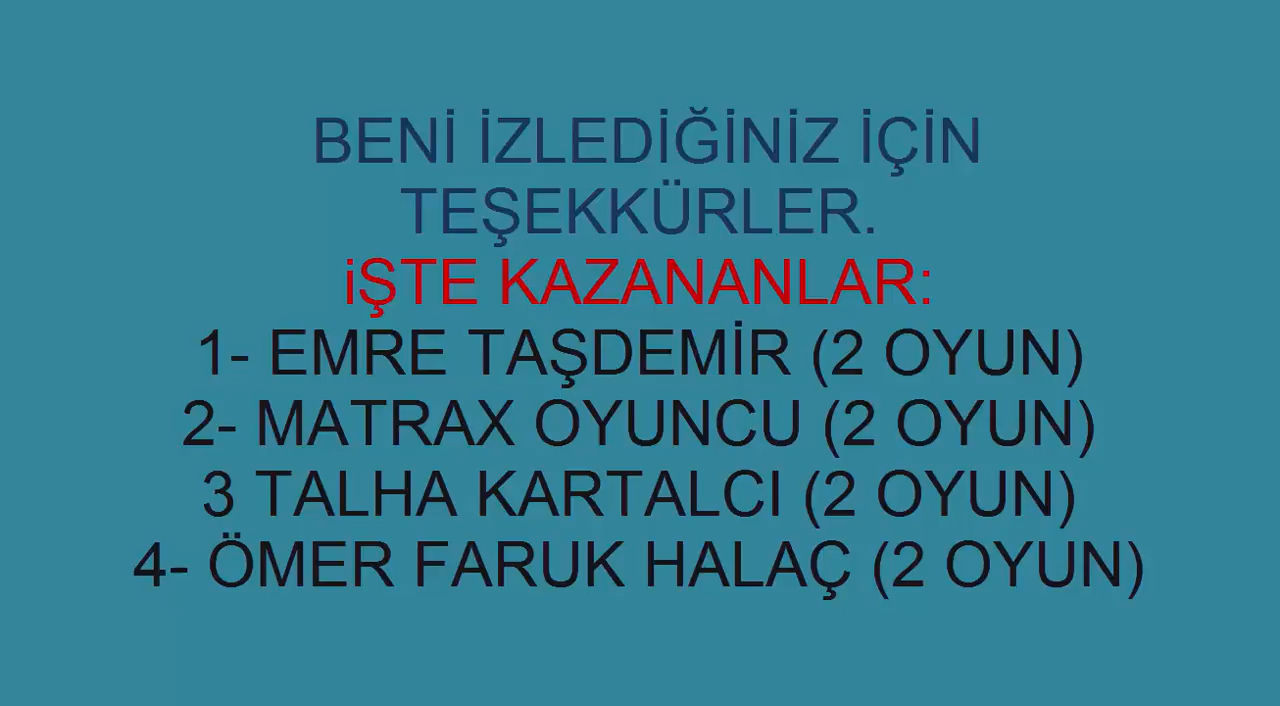 BENİ İZLEDİĞİNİZ İÇİN
TEŞEKKÜRLER.
iŞTE KAZANANLAR:
1- EMRE TAŞDEMİR (2 OYUN)
2- MATRAX OYUNCU (2 OYUN)
3 TALHA KARTALCI (2 OYUN)
4- ÖMER FARUK HALAÇ (2 OYUN)